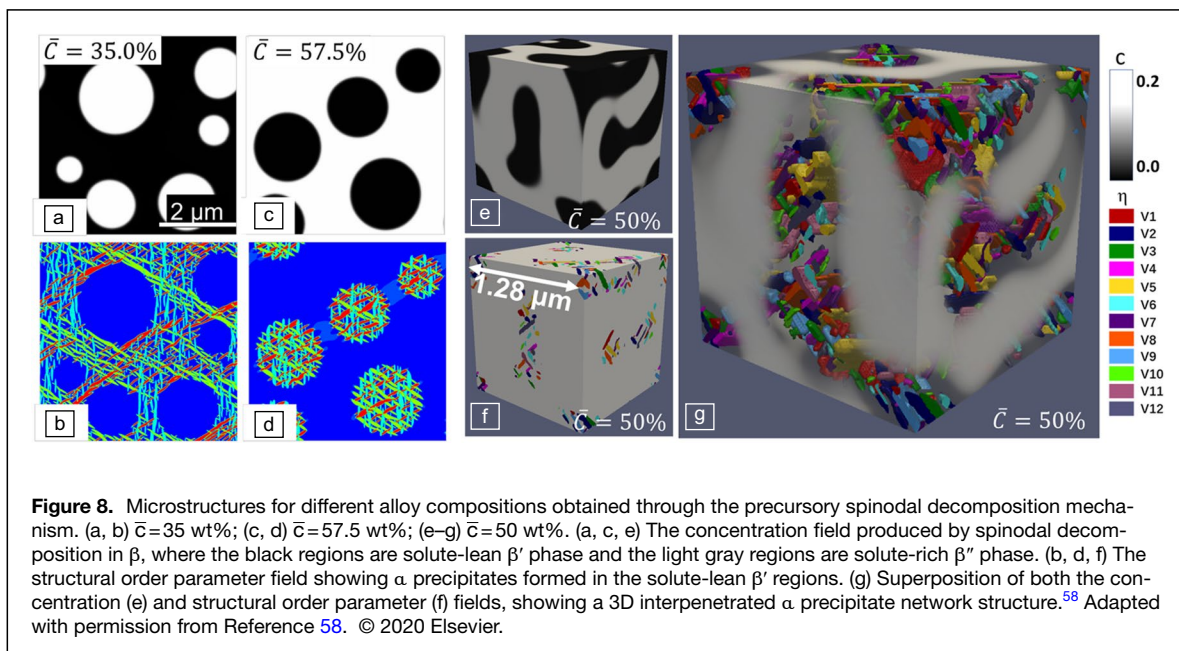 C̄ = 35.0%
a
2 μm
C̄ = 57.5%
c
b
d
e
C̄ = 50%
1.28 μm
f
C̄ = 50%
g
C̄ = 50%
C
0.2
0.0
η
V1
V2
V3
V4
V5
V6
V7
V8
V9
V10
V11
V12
Figure 8. Microstructures for different alloy compositions obtained through the precursory spinodal decomposition mecha-
nism. (a, b) c̄=35 wt%; (c, d) c̄=57.5 wt%; (e–g) c̄=50 wt%. (a, c, e) The concentration field produced by spinodal decom-
position in β, where the black regions are solute-lean β′ phase and the light gray regions are solute-rich β″ phase. (b, d, f) The
structural order parameter field showing α precipitates formed in the solute-lean β′ regions. (g) Superposition of both the con-
centration (e) and structural order parameter (f) fields, showing a 3D interpenetrated α precipitate network structure.58 Adapted
with permission from Reference 58. © 2020 Elsevier.